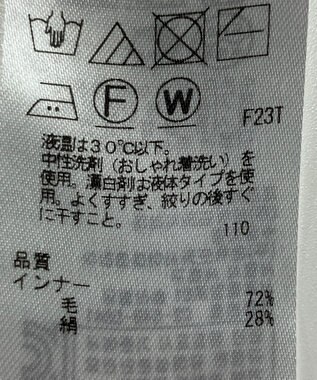 F W
F23T
液温は30℃以下。
中性洗剤(おしゃれ着洗い)を
使用。漂白剤は液体タイプを使
用。よくすすぎ、絞りの後すぐ
に干すこと。
110
品質
インナー
毛 72%
絹 28%